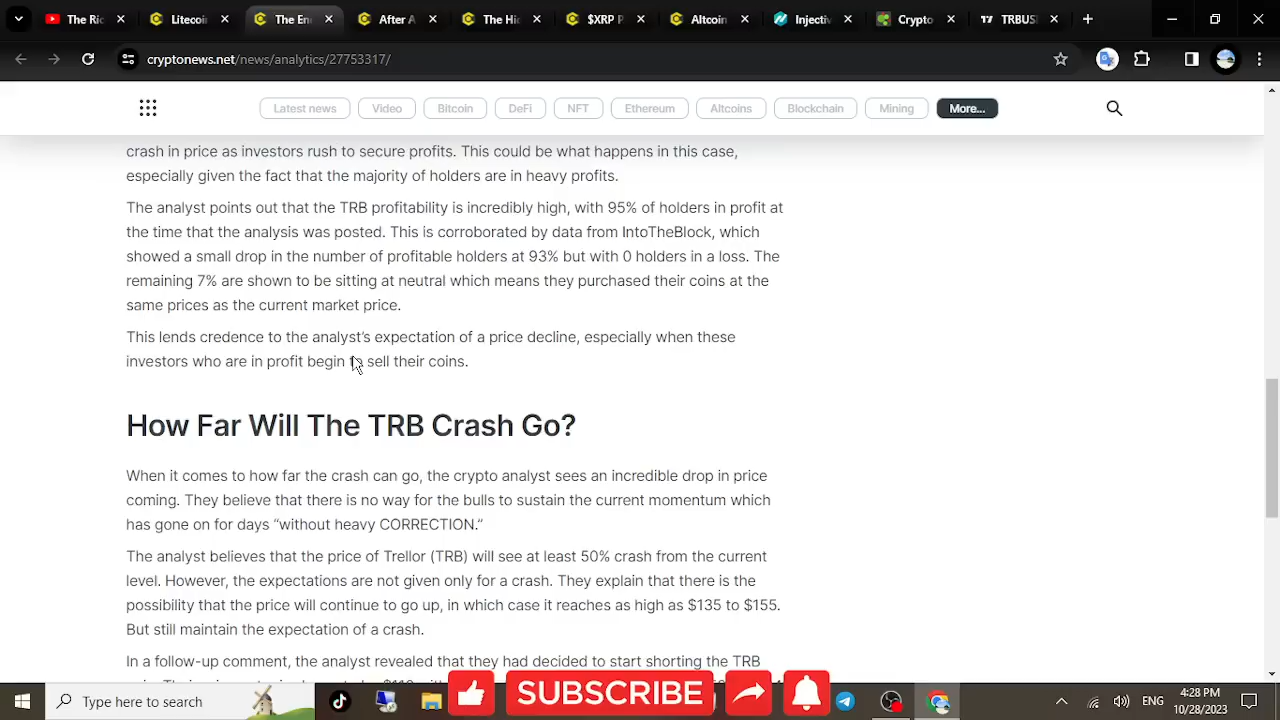 The Ric
Litecoi
The En
After A
The Hi
$XRP P
Altcoin
Injectiv
Crypto
TRBUS
cryptonews.net/news/analytics/27753317/
Latest news
Video
Bitcoin
DeFi
NFT
Ethereum
Altcoins
Blockchain
Mining
More...
crash in price as investors rush to secure profits. This could be what happens in this case,
especially given the fact that the majority of holders are in heavy profits.
The analyst points out that the TRB profitability is incredibly high, with 95% of holders in profit at
the time that the analysis was posted. This is corroborated by data from IntoTheBlock, which
showed a small drop in the number of profitable holders at 93% but with 0 holders in a loss. The
remaining 7% are shown to be sitting at neutral which means they purchased their coins at the
same prices as the current market price.
This lends credence to the analyst's expectation of a price decline, especially when these
investors who are in profit begin to sell their coins.
How Far Will The TRB Crash Go?
When it comes to how far the crash can go, the crypto analyst sees an incredible drop in price
coming. They believe that there is no way for the bulls to sustain the current momentum which
has gone on for days “without heavy CORRECTION.”
The analyst believes that the price of Trellor (TRB) will see at least 50% crash from the current
level. However, the expectations are not given only for a crash. They explain that there is the
possibility that the price will continue to go up, in which case it reaches as high as $135 to $155.
But still maintain the expectation of a crash.
In a follow-up comment, the analyst revealed that they had decided to start shorting the TRB
SUBSCRIBE
Type here to search
ENG
4:28 PM
10/28/2023